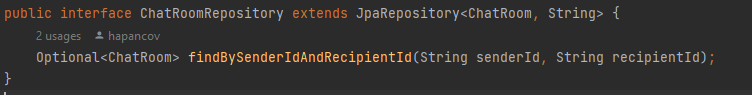 public interface ChatRoomRepository extends JpaRepository<ChatRoom, String> {
2 usages hapancov
Optional<ChatRoom> findBySenderIdAndRecipientId(String senderId, String recipientId);
}